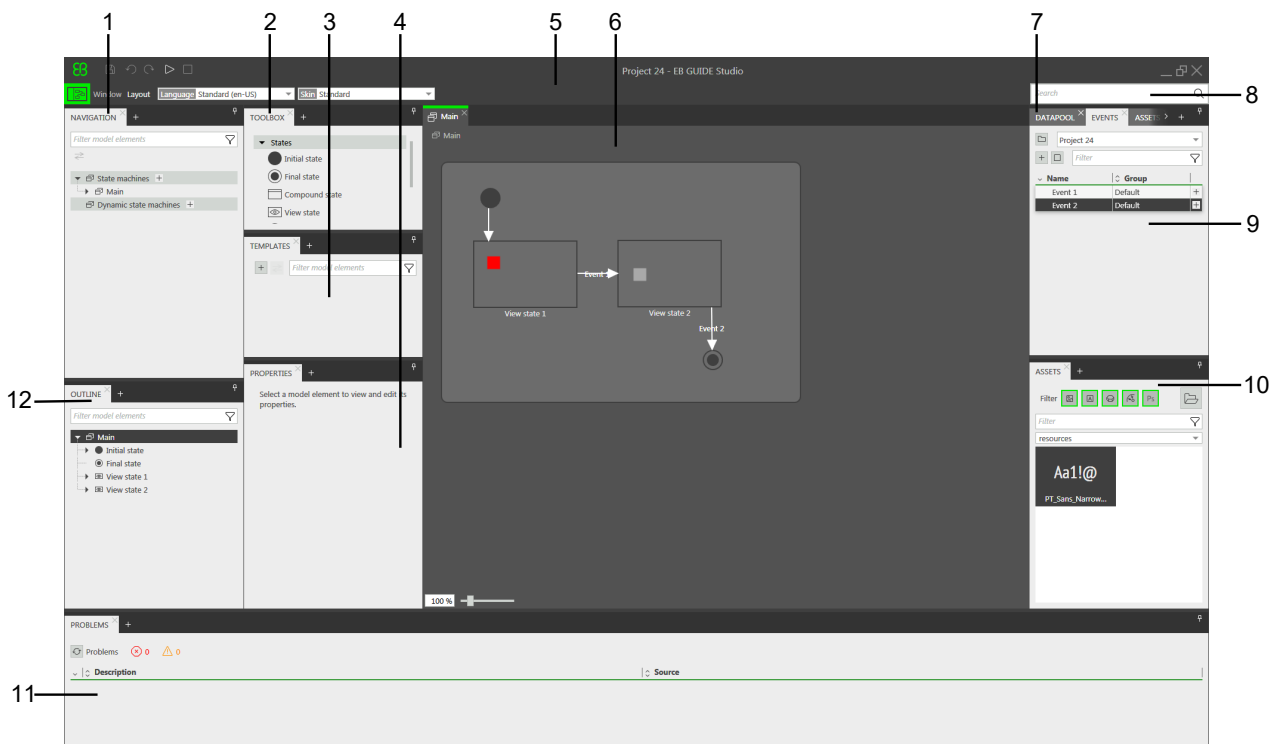 1
2
3
4
5
6
7
Project 24 - EB GUIDE Studio
Window Layout Language Standard (en-US) Skin Standard
Search
8
NAVIGATION
Filter model elements
State machines
Main
Dynamic state machines
TOOLBOX
States
Initial state
Final state
Compound state
View state
TEMPLATES
Filter model elements
PROPERTIES
Select a model element to view and edit its
properties.
Main
Main
Event
View state 1
View state 2
Event 2
100 %
DATAPOOL EVENTS ASSETS
Project 24
Filter
Name Group
Event 1 Default
Event 2 Default
9
ASSETS
10
Filter Ps
Filter
resources
Aa1!@
PT_Sans_Narrow...
12
OUTLINE
Filter model elements
Main
Initial state
Final state
View state 1
View state 2
PROBLEMS
Problems 0 0
Description Source
11